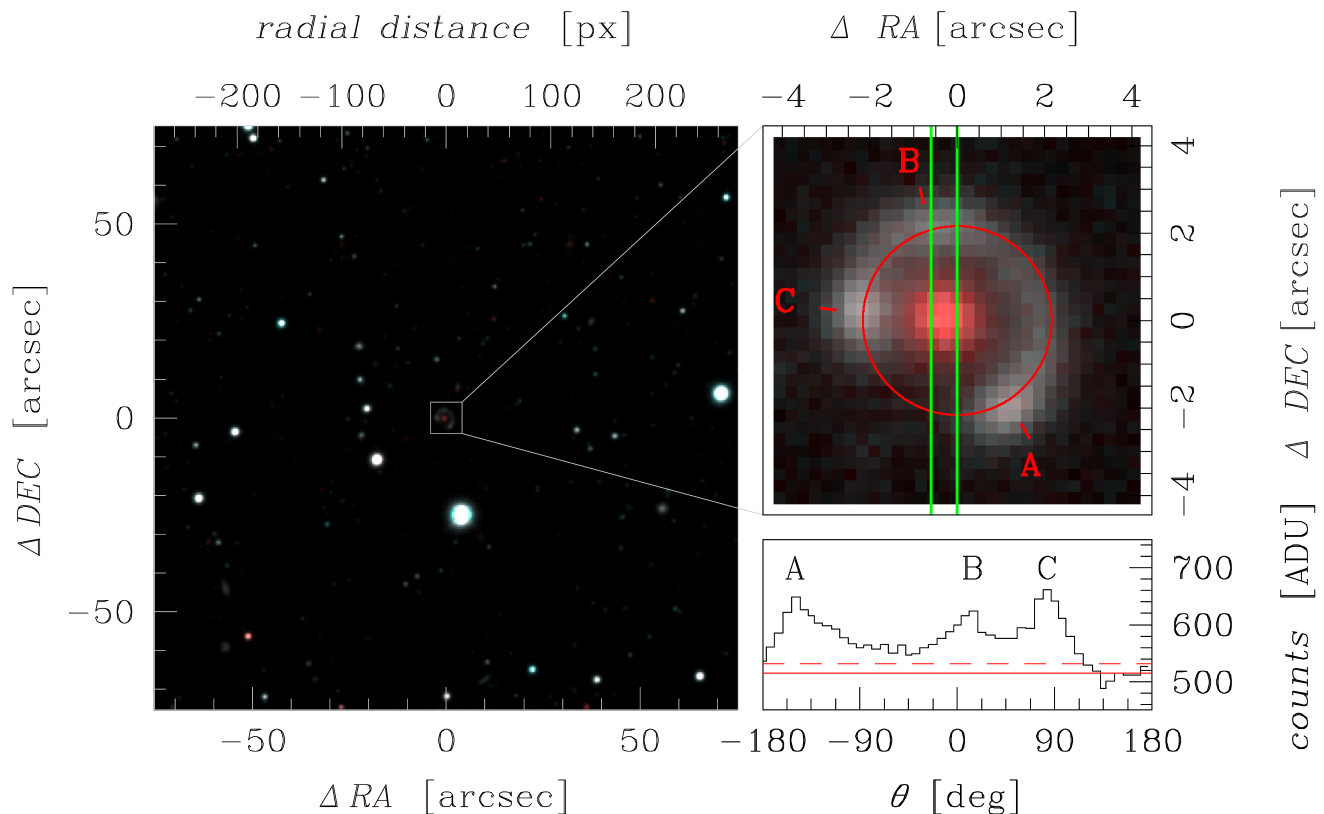 radial distance [px]
Δ RA [arcsec]
−200 −100 0 100 200
−4 −2 0 2 4
50
0
−50
Δ DEC [arcsec]
B
C
A
4
2
0
−2
−4
Δ DEC [arcsec]
A B C
700
600
500
counts [ADU]
−50 0 50
−180 −90 0 90 180
Δ RA [arcsec]
θ [deg]